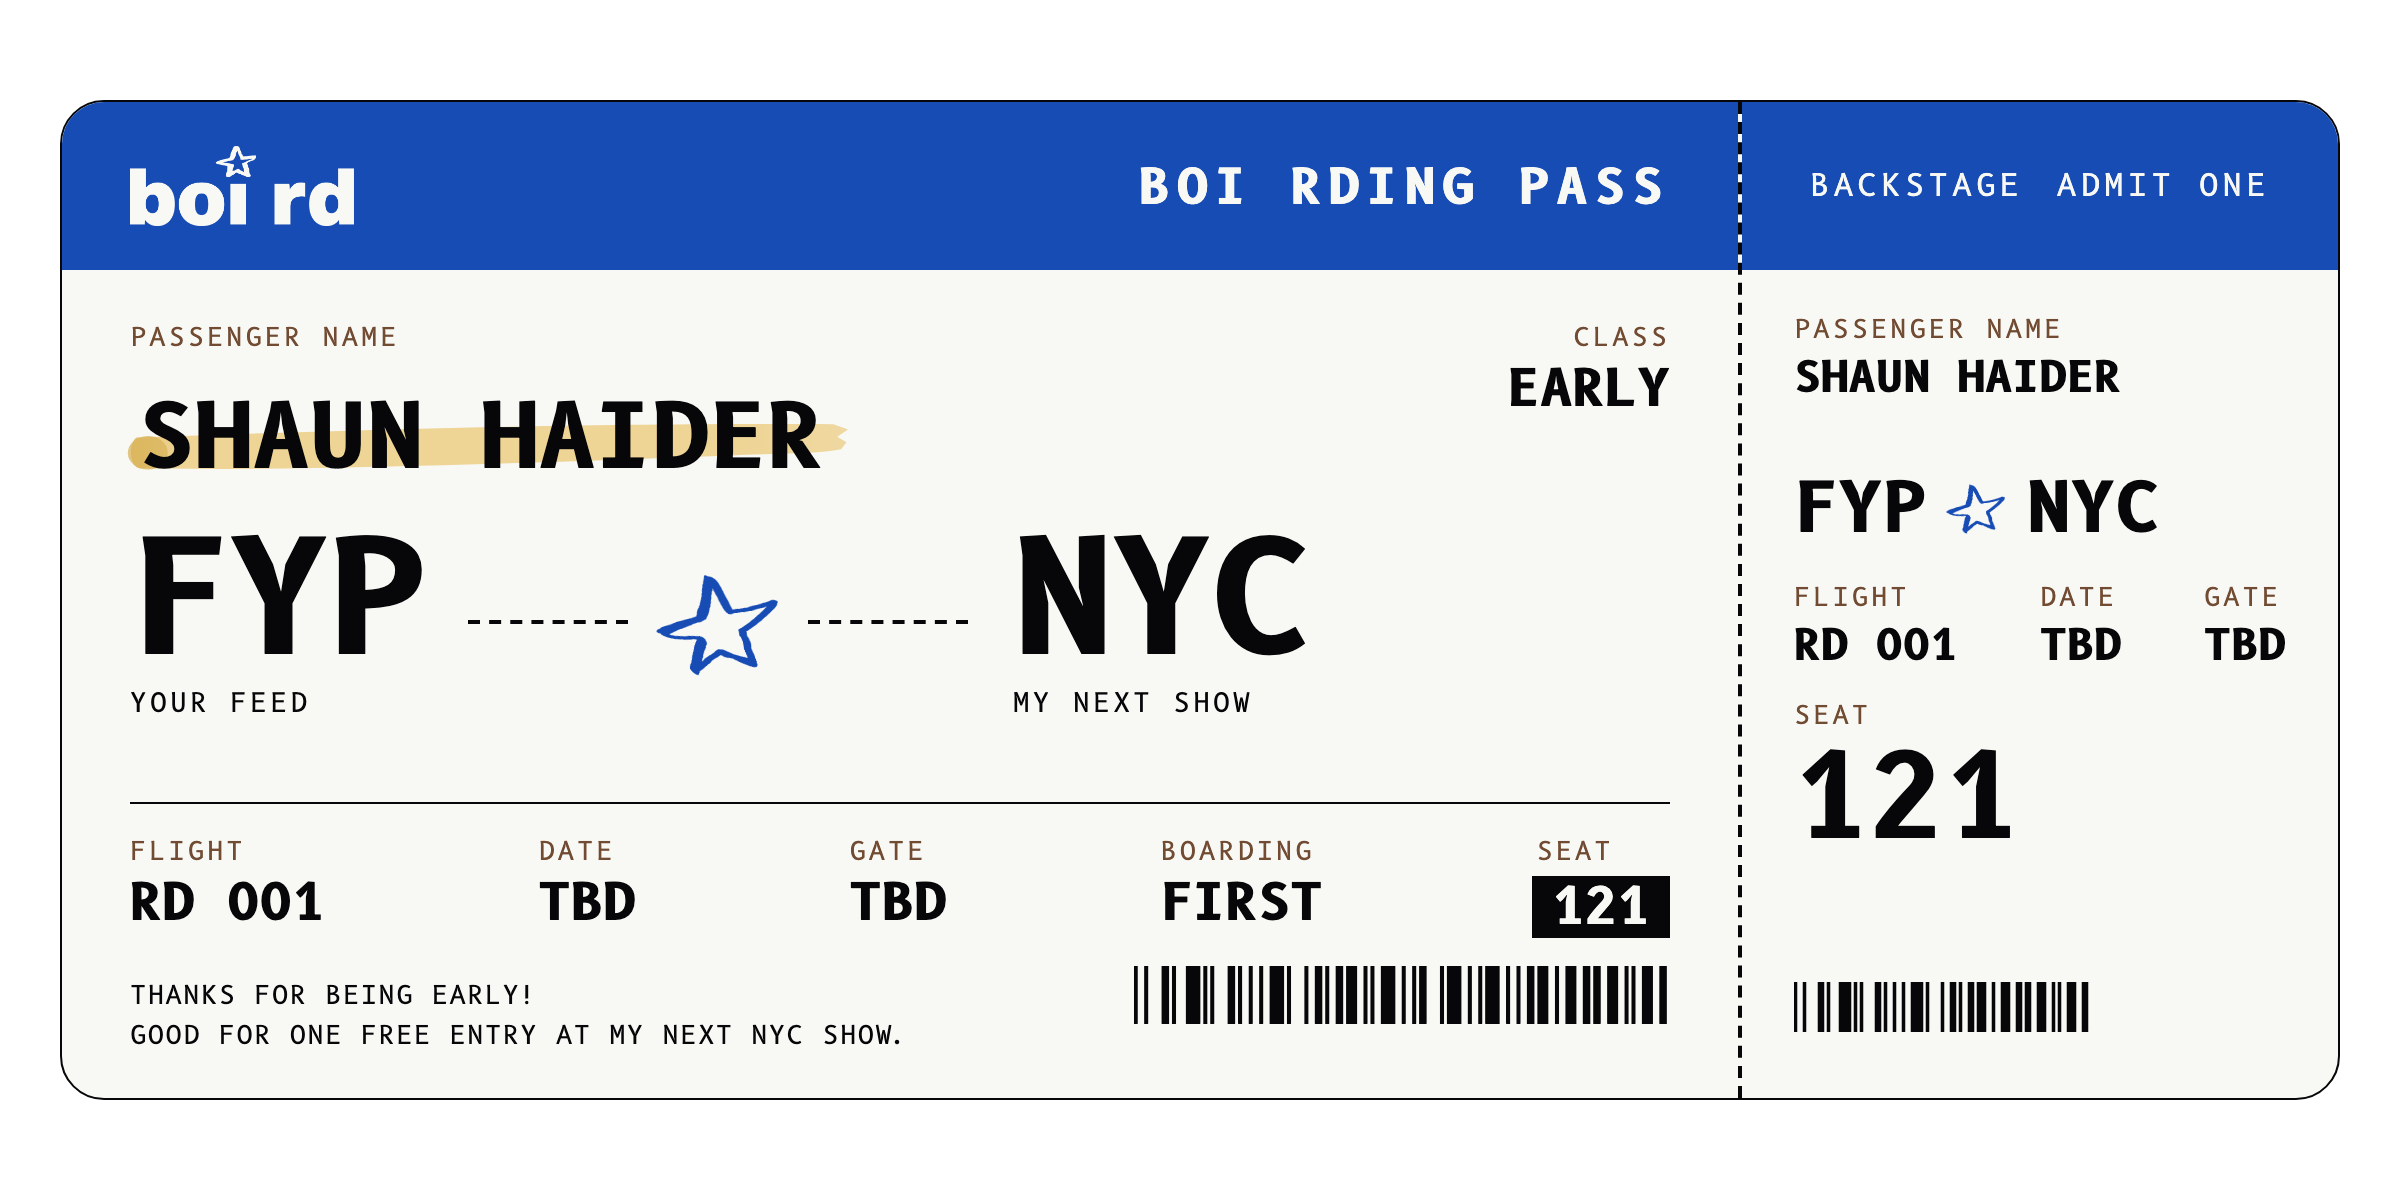 boi rd
BOI RDING PASS
BACKSTAGE ADMIT ONE
PASSENGER NAME
SHAUN HAIDER
CLASS
EARLY
FYP
NYC
YOUR FEED
MY NEXT SHOW
FLIGHT
RD 001
DATE
TBD
GATE
TBD
BOARDING
FIRST
SEAT
121
THANKS FOR BEING EARLY!
GOOD FOR ONE FREE ENTRY AT MY NEXT NYC SHOW.
PASSENGER NAME
SHAUN HAIDER
FYP NYC
FLIGHT
RD 001
DATE
TBD
GATE
TBD
SEAT
121